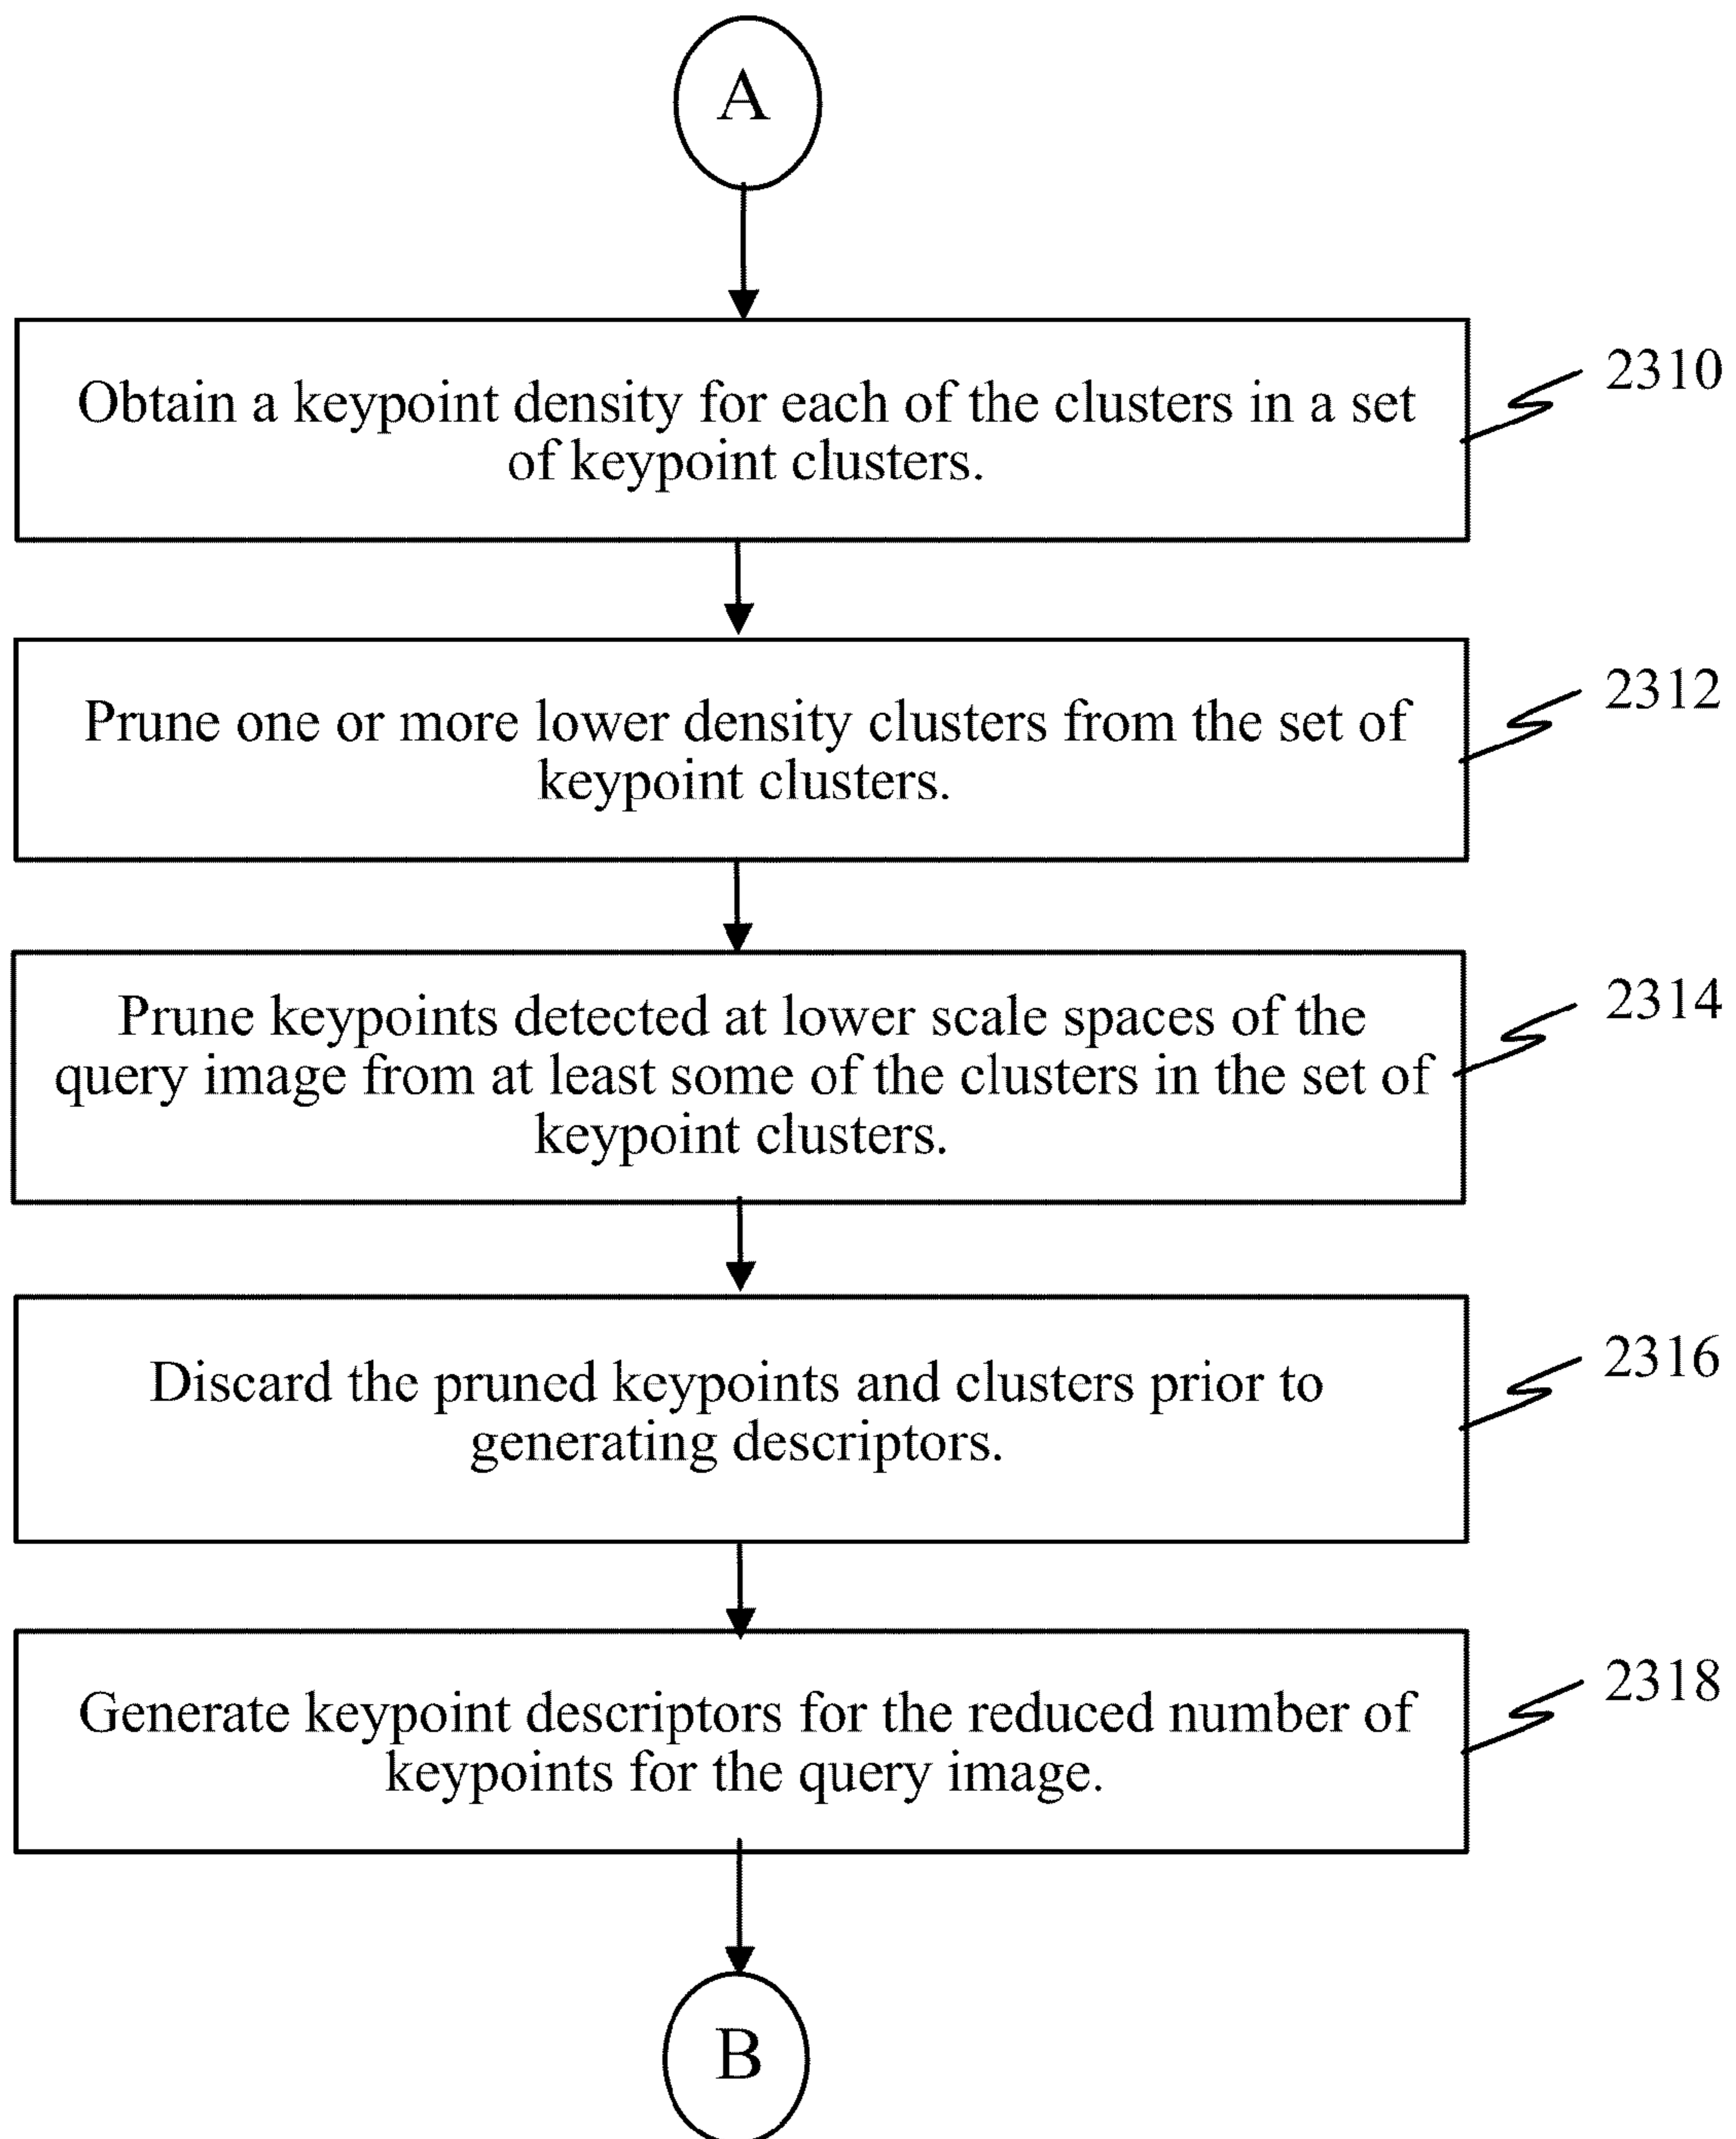 A
Obtain a keypoint density for each of the clusters in a set
of keypoint clusters.
2310
Prune one or more lower density clusters from the set of
keypoint clusters.
2312
Prune keypoints detected at lower scale spaces of the
query image from at least some of the clusters in the set of
keypoint clusters.
2314
Discard the pruned keypoints and clusters prior to
generating descriptors.
2316
Generate keypoint descriptors for the reduced number of
keypoints for the query image.
2318
B